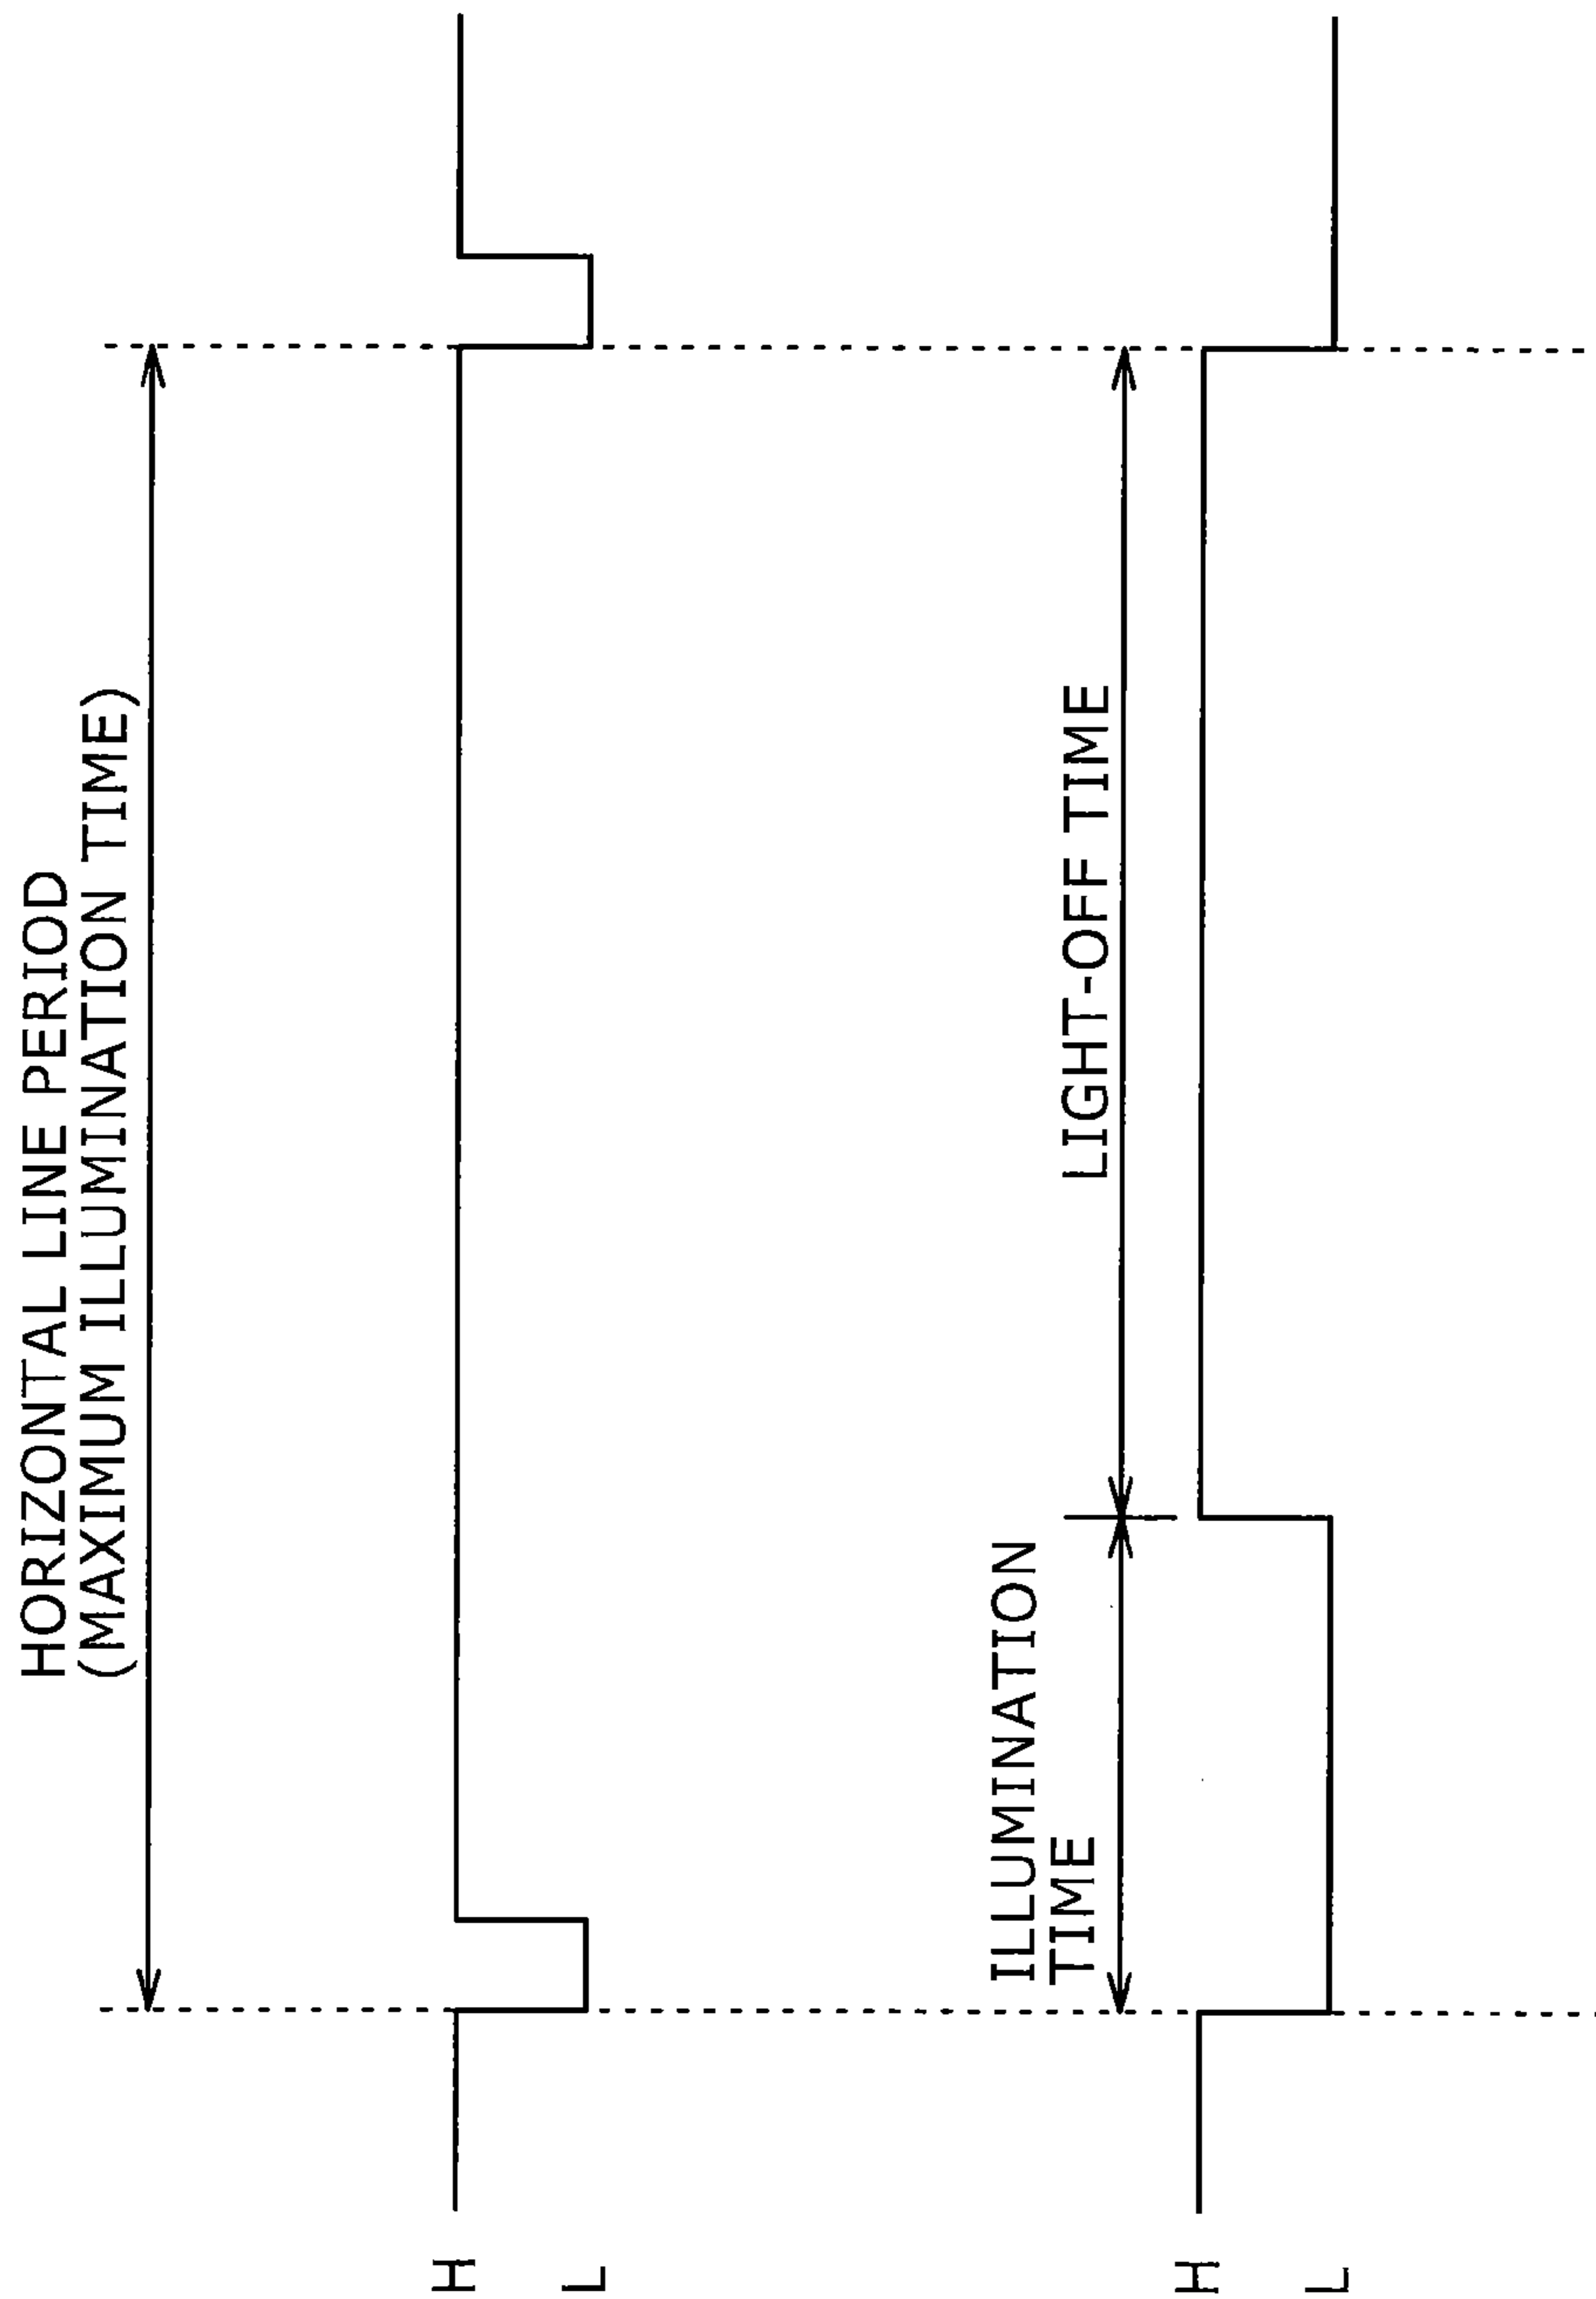 HORIZONTAL LINE PERIOD
(MAXIMUM ILLUMINATION TIME)
H
L
ILLUMINATION
TIME
LIGHT-OFF TIME
H
L